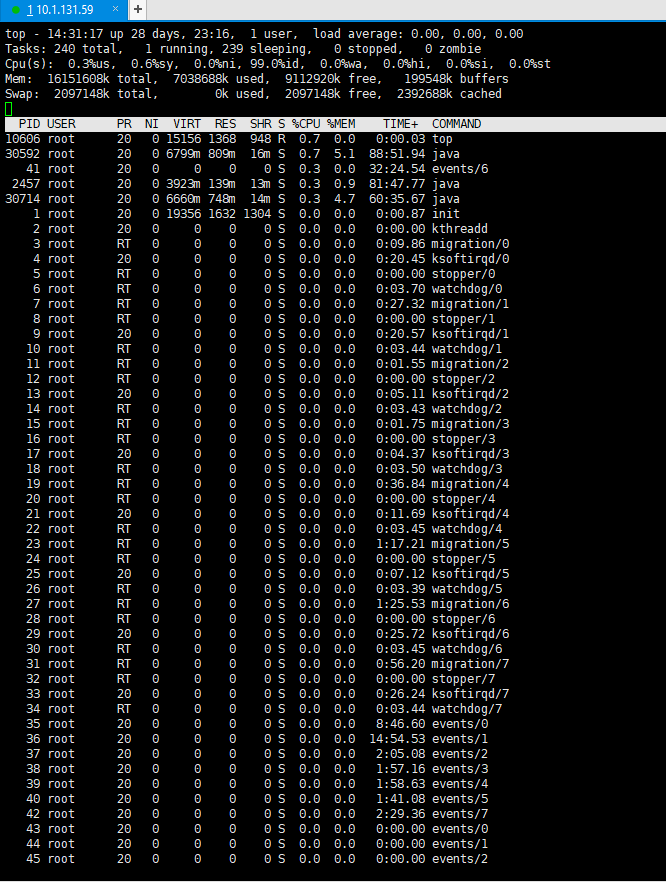 1 10.1.131.59 × +
top - 14:31:17 up 28 days, 23:16,  1 user,  load average: 0.00, 0.00, 0.00
Tasks: 240 total,   1 running, 239 sleeping,   0 stopped,   0 zombie
Cpu(s):  0.3%us,  0.6%sy,  0.0%ni, 99.0%id,  0.0%wa,  0.0%hi,  0.0%si,  0.0%st
Mem:  16151608k total,  7038688k used,  9112920k free,   199548k buffers
Swap:  2097148k total,        0k used,  2097148k free,  2392688k cached
  PID USER      PR  NI  VIRT  RES  SHR S %CPU %MEM    TIME+  COMMAND
10606 root      20   0 15156 1368  948 R  0.7  0.0   0:00.03 top
30592 root      20   0 6799m 809m  16m S  0.7  5.1  88:51.94 java
   41 root      20   0     0    0    0 S  0.3  0.0  32:24.54 events/6
 2457 root      20   0 3923m 139m  13m S  0.3  0.9  81:47.77 java
30714 root      20   0 6660m 748m  14m S  0.3  4.7  60:35.67 java
    1 root      20   0 19356 1632 1304 S  0.0  0.0   0:00.87 init
    2 root      20   0     0    0    0 S  0.0  0.0   0:00.00 kthreadd
    3 root      RT   0     0    0    0 S  0.0  0.0   0:09.86 migration/0
    4 root      20   0     0    0    0 S  0.0  0.0   0:20.45 ksoftirqd/0
    5 root      RT   0     0    0    0 S  0.0  0.0   0:00.00 stopper/0
    6 root      RT   0     0    0    0 S  0.0  0.0   0:03.70 watchdog/0
    7 root      RT   0     0    0    0 S  0.0  0.0   0:27.32 migration/1
    8 root      RT   0     0    0    0 S  0.0  0.0   0:00.00 stopper/1
    9 root      20   0     0    0    0 S  0.0  0.0   0:20.57 ksoftirqd/1
   10 root      RT   0     0    0    0 S  0.0  0.0   0:03.44 watchdog/1
   11 root      RT   0     0    0    0 S  0.0  0.0   0:01.55 migration/2
   12 root      RT   0     0    0    0 S  0.0  0.0   0:00.00 stopper/2
   13 root      20   0     0    0    0 S  0.0  0.0   0:05.11 ksoftirqd/2
   14 root      RT   0     0    0    0 S  0.0  0.0   0:03.43 watchdog/2
   15 root      RT   0     0    0    0 S  0.0  0.0   0:01.75 migration/3
   16 root      RT   0     0    0    0 S  0.0  0.0   0:00.00 stopper/3
   17 root      20   0     0    0    0 S  0.0  0.0   0:04.37 ksoftirqd/3
   18 root      RT   0     0    0    0 S  0.0  0.0   0:03.50 watchdog/3
   19 root      RT   0     0    0    0 S  0.0  0.0   0:36.84 migration/4
   20 root      RT   0     0    0    0 S  0.0  0.0   0:00.00 stopper/4
   21 root      20   0     0    0    0 S  0.0  0.0   0:11.69 ksoftirqd/4
   22 root      RT   0     0    0    0 S  0.0  0.0   0:03.45 watchdog/4
   23 root      RT   0     0    0    0 S  0.0  0.0   1:17.21 migration/5
   24 root      RT   0     0    0    0 S  0.0  0.0   0:00.00 stopper/5
   25 root      20   0     0    0    0 S  0.0  0.0   0:07.12 ksoftirqd/5
   26 root      RT   0     0    0    0 S  0.0  0.0   0:03.39 watchdog/5
   27 root      RT   0     0    0    0 S  0.0  0.0   1:25.53 migration/6
   28 root      RT   0     0    0    0 S  0.0  0.0   0:00.00 stopper/6
   29 root      20   0     0    0    0 S  0.0  0.0   0:25.72 ksoftirqd/6
   30 root      RT   0     0    0    0 S  0.0  0.0   0:03.45 watchdog/6
   31 root      RT   0     0    0    0 S  0.0  0.0   0:56.20 migration/7
   32 root      RT   0     0    0    0 S  0.0  0.0   0:00.00 stopper/7
   33 root      20   0     0    0    0 S  0.0  0.0   0:26.24 ksoftirqd/7
   34 root      RT   0     0    0    0 S  0.0  0.0   0:03.44 watchdog/7
   35 root      20   0     0    0    0 S  0.0  0.0   8:46.60 events/0
   36 root      20   0     0    0    0 S  0.0  0.0  14:54.53 events/1
   37 root      20   0     0    0    0 S  0.0  0.0   2:05.08 events/2
   38 root      20   0     0    0    0 S  0.0  0.0   1:57.16 events/3
   39 root      20   0     0    0    0 S  0.0  0.0   1:58.63 events/4
   40 root      20   0     0    0    0 S  0.0  0.0   1:41.08 events/5
   42 root      20   0     0    0    0 S  0.0  0.0   2:29.36 events/7
   43 root      20   0     0    0    0 S  0.0  0.0   0:00.00 events/0
   44 root      20   0     0    0    0 S  0.0  0.0   0:00.00 events/1
   45 root      20   0     0    0    0 S  0.0  0.0   0:00.00 events/2